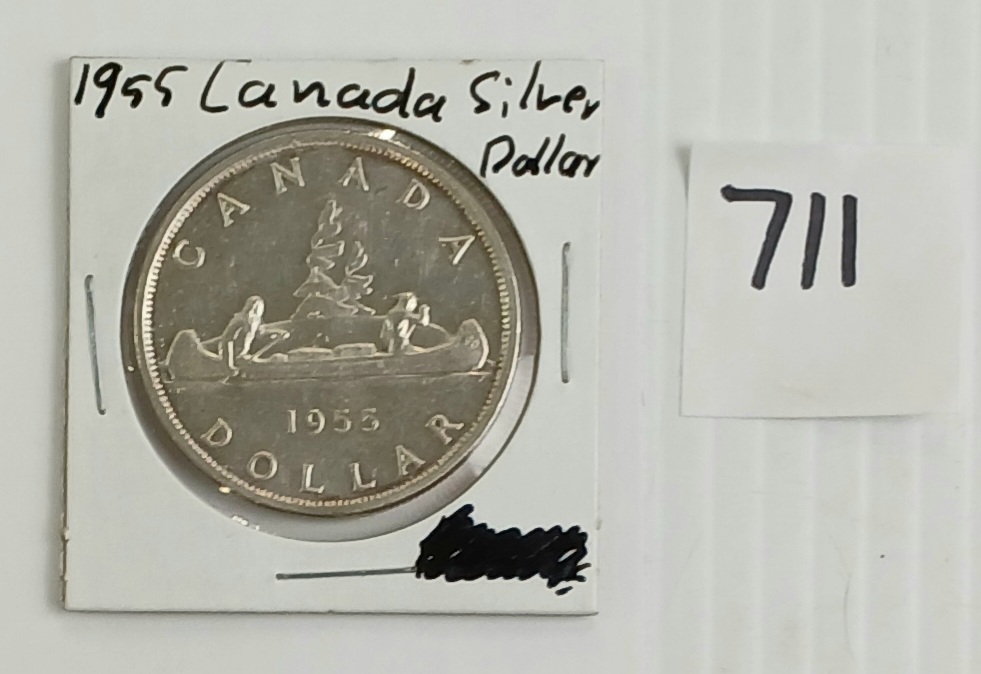 1955 Canada Silver
Dollar
CANADA
1955
DOLLAR
711